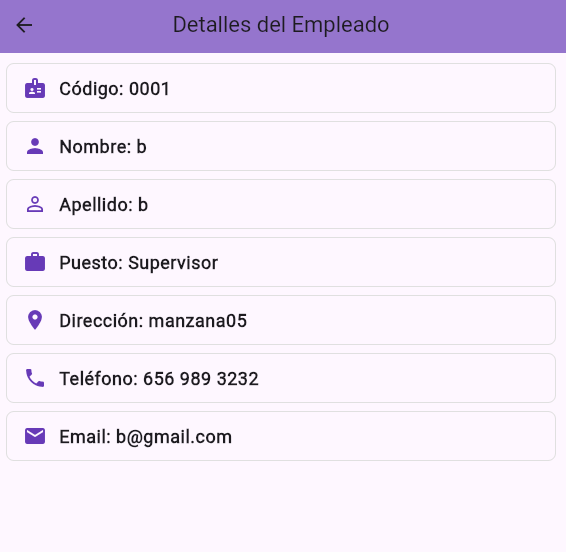 Detalles del Empleado
Código: 0001
Nombre: b
Apellido: b
Puesto: Supervisor
Dirección: manzana05
Teléfono: 656 989 3232
Email: b@gmail.com